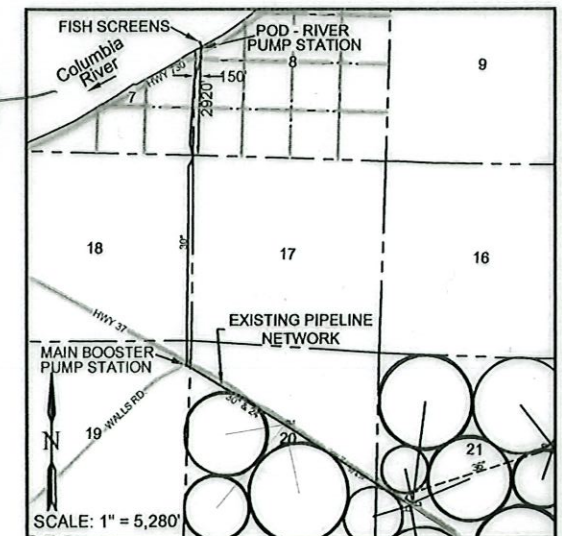 FISH SCREENS
POD - RIVER
PUMP STATION
Columbia
River
HWY 730
150'
8
9
7
2920'
18
30"
17
16
HWY 37
EXISTING PIPELINE
NETWORK
MAIN BOOSTER
PUMP STATION
30" & 24"
19
WALLS RD
N
20
21
36"
SCALE: 1" = 5,280'